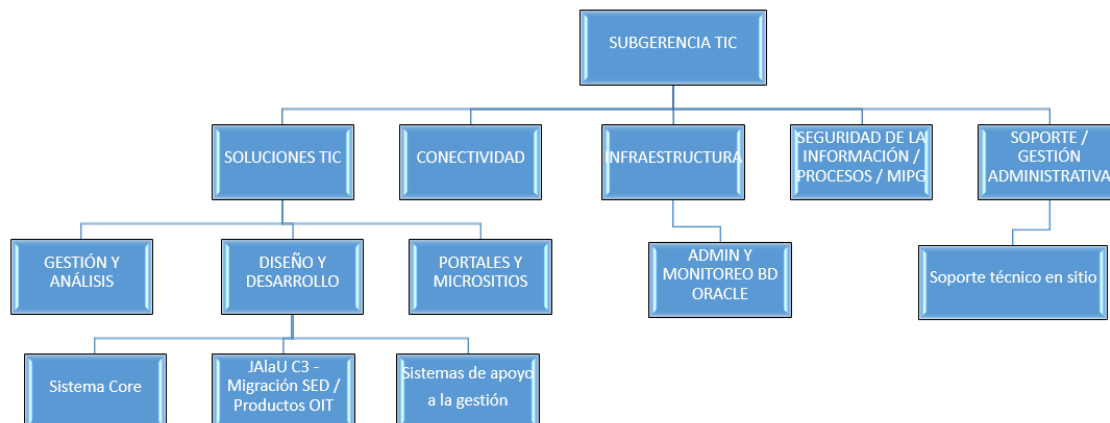 SUBGERENCIA TIC
SOLUCIONES TIC
CONECTIVIDAD
INFRAESTRUCTURA
SEGURIDAD DE LA
INFORMACIÓN /
PROCESOS / MIPG
SOPORTE /
GESTIÓN
ADMINISTRATIVA
GESTIÓN Y
ANÁLISIS
DISEÑO Y
DESARROLLO
PORTALES Y
MICROSITIOS
ADMIN Y
MONITOREO BD
ORACLE
Soporte técnico en sitio
Sistema Core
JAlaU C3 -
Migración SED /
Productos OIT
Sistemas de apoyo
a la gestión